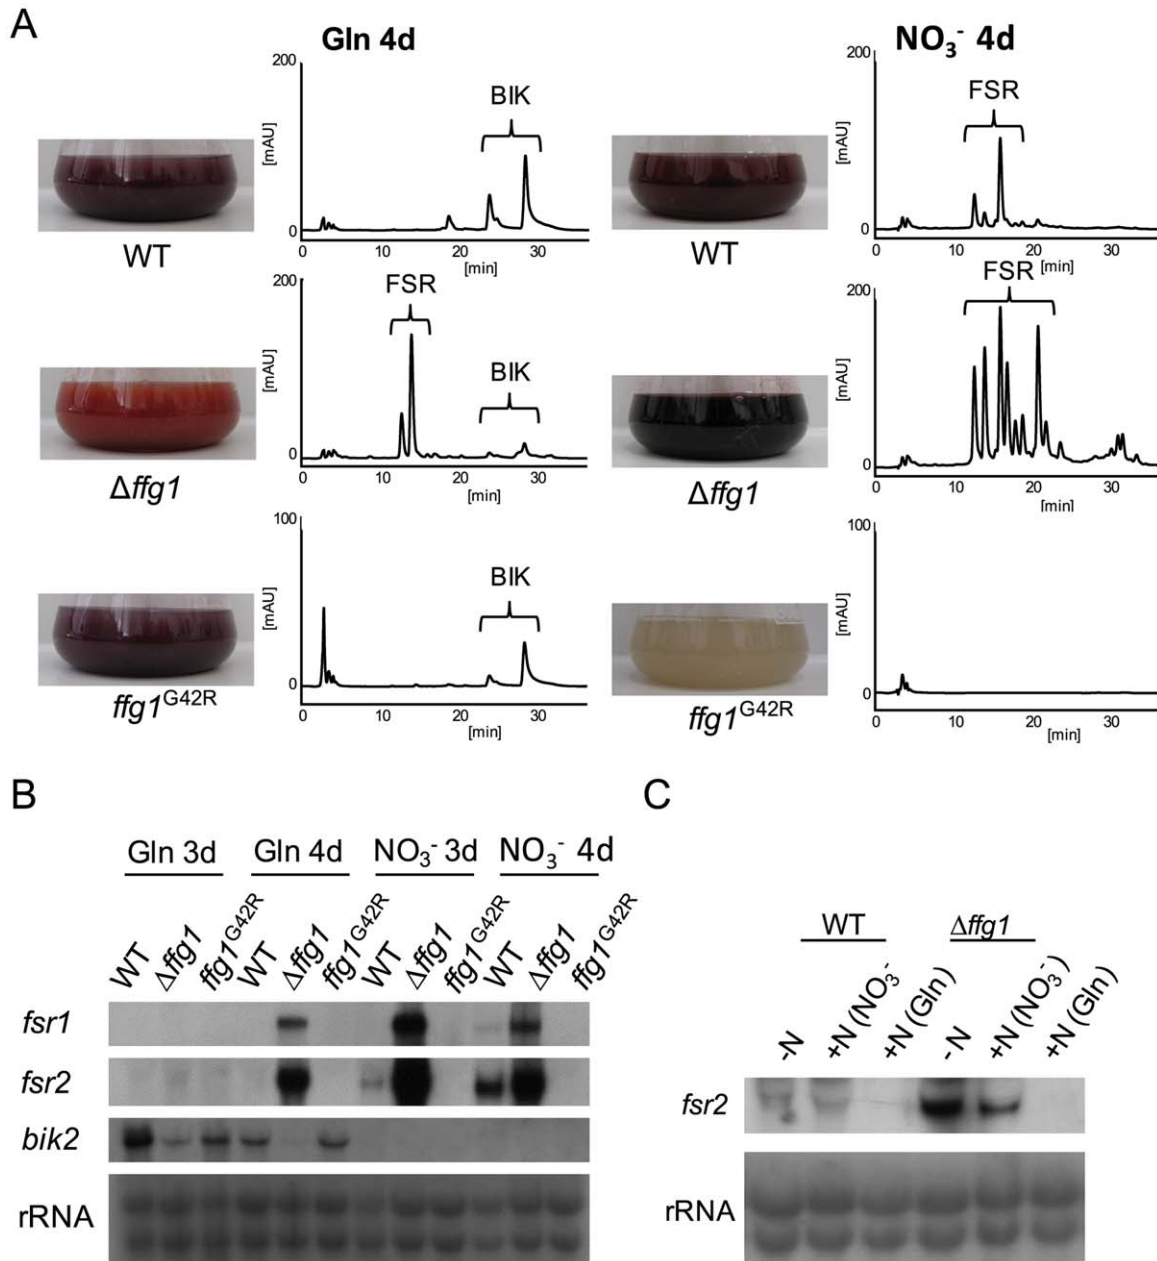 A
Gln 4d
NO₃⁻ 4d
200
[mAU]
0
BIK
0 10 20 30
[min]
WT
200
[mAU]
0
FSR
0 10 20 30
[min]
WT
200
[mAU]
0
FSR
BIK
0 10 20 30
[min]
Δffg1
200
[mAU]
0
FSR
0 10 20 30
[min]
Δffg1
100
[mAU]
0
BIK
0 10 20 30
[min]
ffg1G42R
100
[mAU]
0
0 10 20 30
[min]
ffg1G42R
B
Gln 3d Gln 4d NO₃⁻ 3d NO₃⁻ 4d
WT Δffg1 ffg1G42R WT Δffg1 ffg1G42R WT Δffg1 ffg1G42R WT Δffg1 ffg1G42R
fsr1
fsr2
bik2
rRNA
C
WT Δffg1
-N +N (NO₃⁻ +N (Gln) - N +N (NO₃⁻) +N (Gln)
fsr2
rRNA